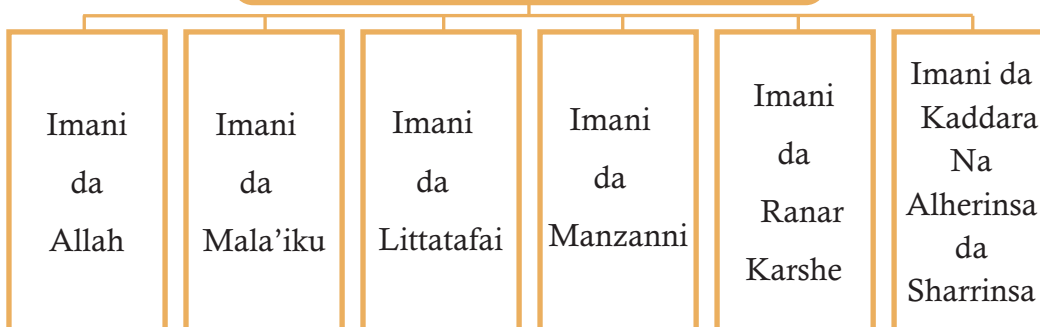 Imani
da
Allah
Imani
da
Mala’iku
Imani
da
Littatafai
Imani
da
Manzanni
Imani
da
Ranar
Karshe
Imani da
Kaddara
Na
Alherinsa
da
Sharrinsa